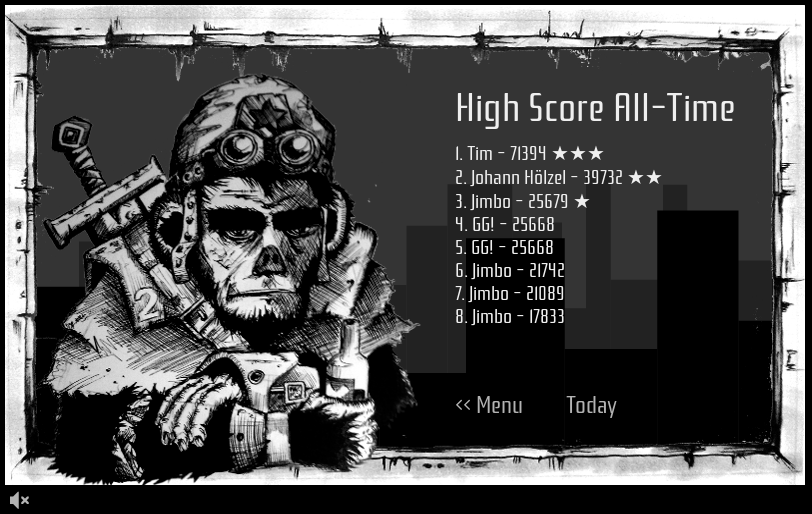 High Score All-Time
1. Tim - 71394 ★★★
2. Johann Hölzel - 39732 ★★
3. Jimbo - 25679 ★
4. GG! - 25668
5. GG! - 25668
6. Jimbo - 21742
7. Jimbo - 21089
8. Jimbo - 17833
2
<< Menu Today